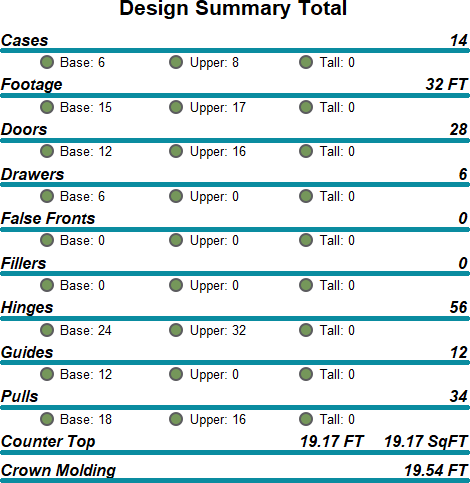 Design Summary Total
Cases 14
Base: 6 Upper: 8 Tall: 0
Footage 32 FT
Base: 15 Upper: 17 Tall: 0
Doors 28
Base: 12 Upper: 16 Tall: 0
Drawers 6
Base: 6 Upper: 0 Tall: 0
False Fronts 0
Base: 0 Upper: 0 Tall: 0
Fillers 0
Base: 0 Upper: 0 Tall: 0
Hinges 56
Base: 24 Upper: 32 Tall: 0
Guides 12
Base: 12 Upper: 0 Tall: 0
Pulls 34
Base: 18 Upper: 16 Tall: 0
Counter Top 19.17 FT 19.17 SqFT
Crown Molding 19.54 FT